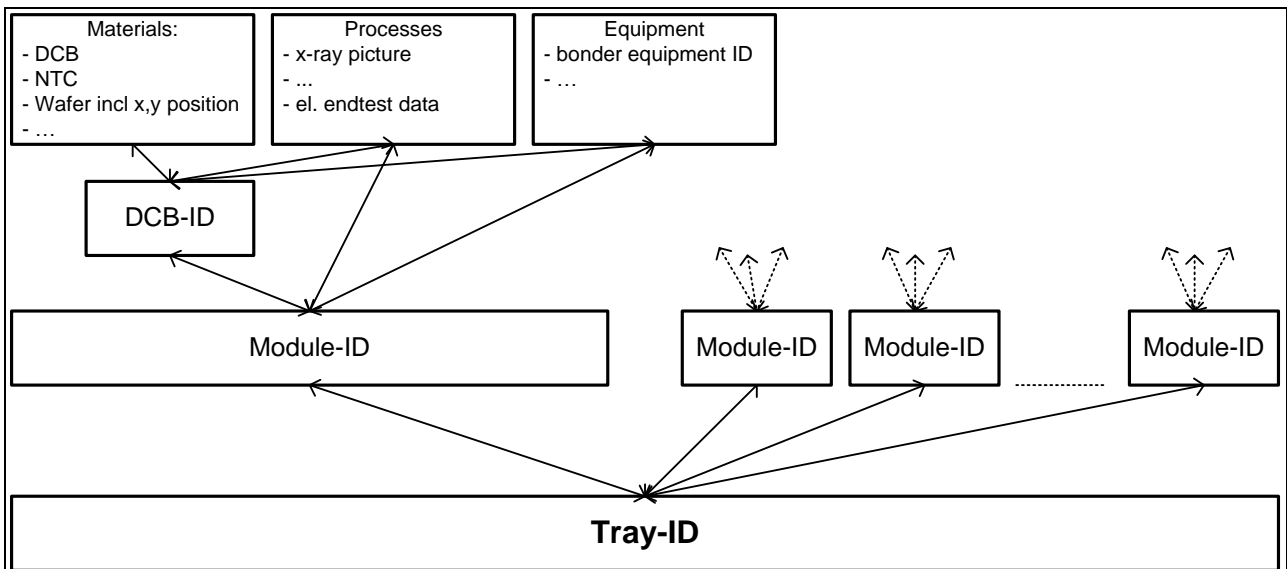 Materials:
- DCB
- NTC
- Wafer incl x,y position
- …
Processes
- x-ray picture
- ...
- el. endtest data
Equipment
- bonder equipment ID
- …
DCB-ID
Module-ID
Module-ID
Module-ID
Module-ID
Tray-ID